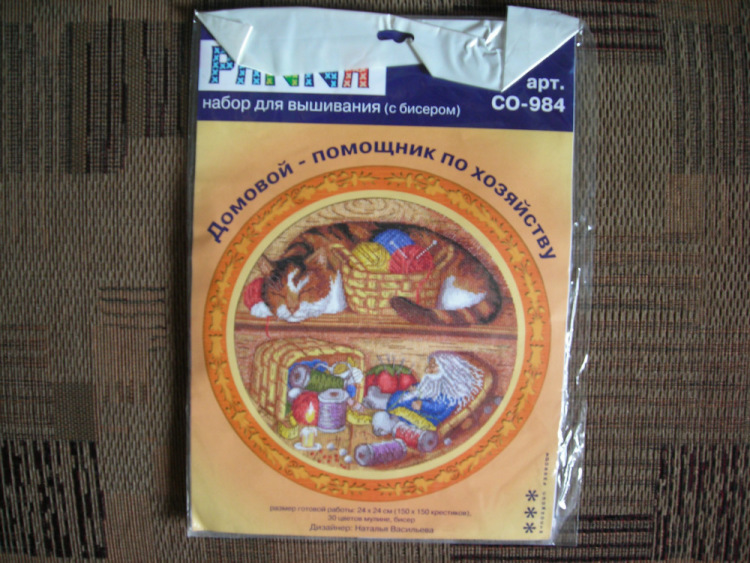 PANNA
набор для вышивания (с бисером)
арт.
СО-984
Домовой - помощник по хозяйству
размер готовой работы: 24 x 24 см (150 x 150 крестиков),
30 цветов мулине, бисер
Дизайнер: Наталья Васильева